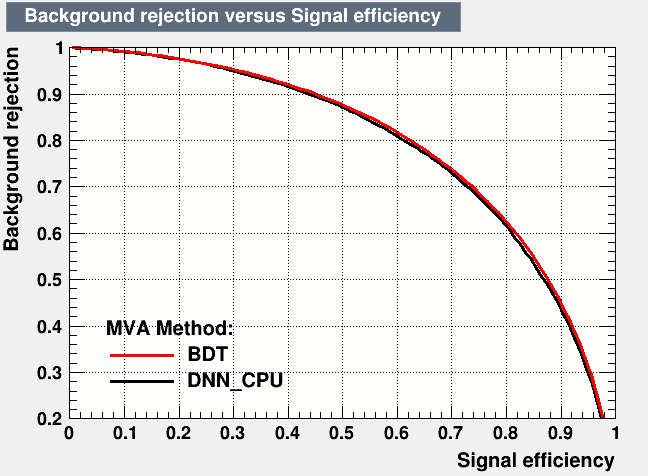 Background rejection versus Signal efficiency
Background rejection
1
0.9
0.8
0.7
0.6
0.5
0.4
0.3
0.2
MVA Method:
BDT
DNN_CPU
0 0.1 0.2 0.3 0.4 0.5 0.6 0.7 0.8 0.9 1
Signal efficiency